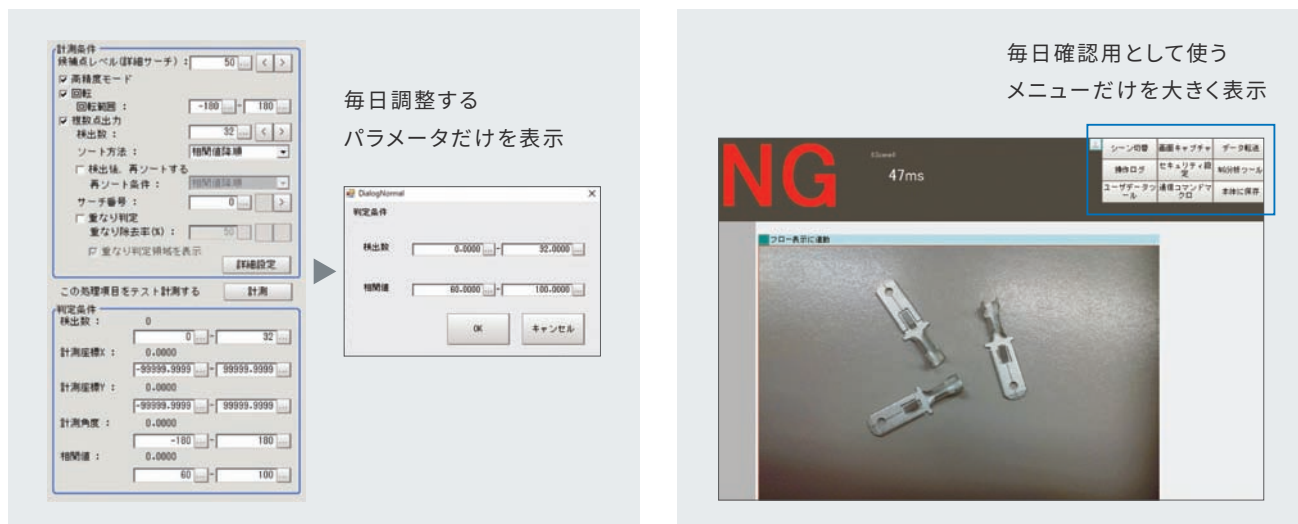 計測条件
候補点レベル(詳細サーチ) : 50 ... < >
高精度モード
回転
回転範囲 : -180 ... - 180 ...
複数点出力
検出数 : 32 ... < >
ソート方法 : 相関値降順
検出後、再ソートする
再ソート条件 : 相関値降順
サーチ番号 : 0 ... >
重なり判定
重なり除去率(%) : 50 ...
重なり判定領域を表示
詳細設定
この処理項目をテスト計測する 計測
判定条件
検出数 : 0
0 ... - 32 ...
計測座標X : 0.0000
-99999.9999 ... - 99999.9999 ...
計測座標Y : 0.0000
-99999.9999 ... - 99999.9999 ...
計測角度 : 0.0000
-180 ... - 180 ...
相関値 : 0.0000
60 ... - 100 ...
毎日調整する
パラメータだけを表示
DialogNormal ×
判定条件
検出数 0.0000 ... - 32.0000 ...
相関値 60.0000 ... - 100.0000 ...
OK キャンセル
毎日確認用として使う
メニューだけを大きく表示
NG
47ms
シーン切替 画面キャプチャ データ転送
操作ログ セキュリティ設定 NG分析ツール
ユーザデータツール 通信コマンドマクロ 本体に保存
フロー表示に連動